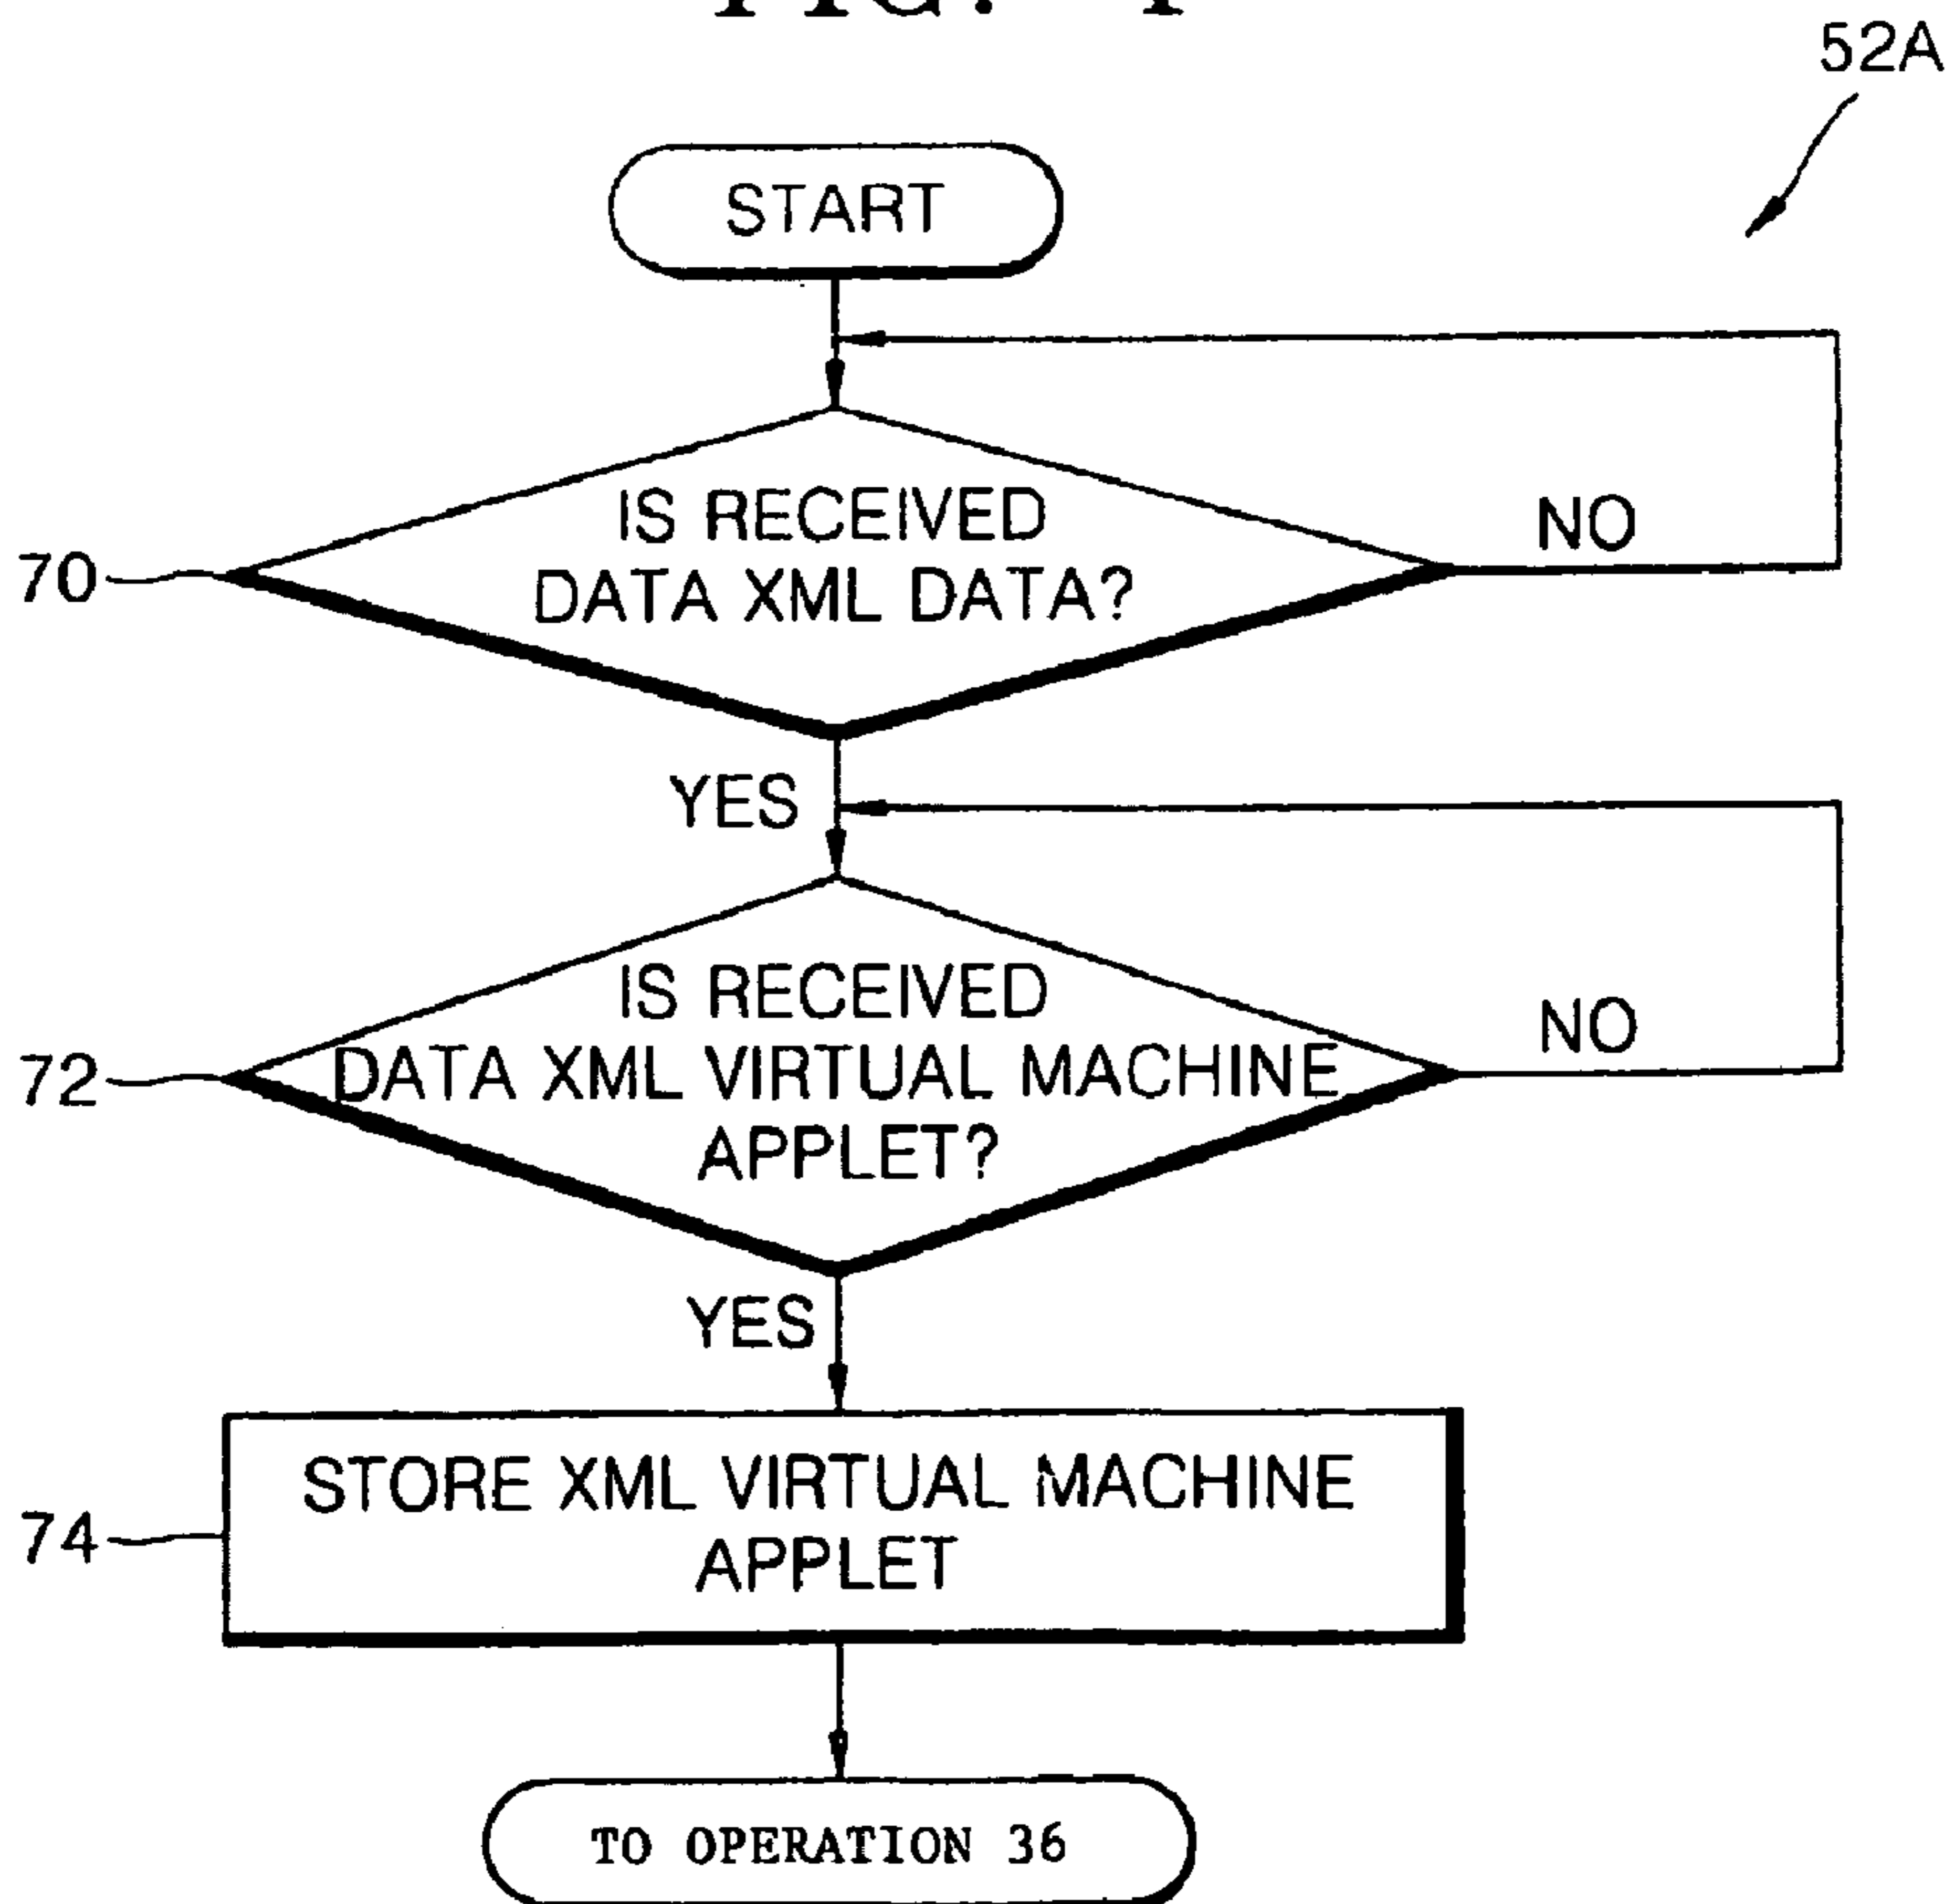 52A
START
IS RECEIVED
DATA XML DATA?
NO
70
YES
IS RECEIVED
DATA XML VIRTUAL MACHINE
APPLET?
NO
72
YES
STORE XML VIRTUAL MACHINE
APPLET
74
TO OPERATION 36